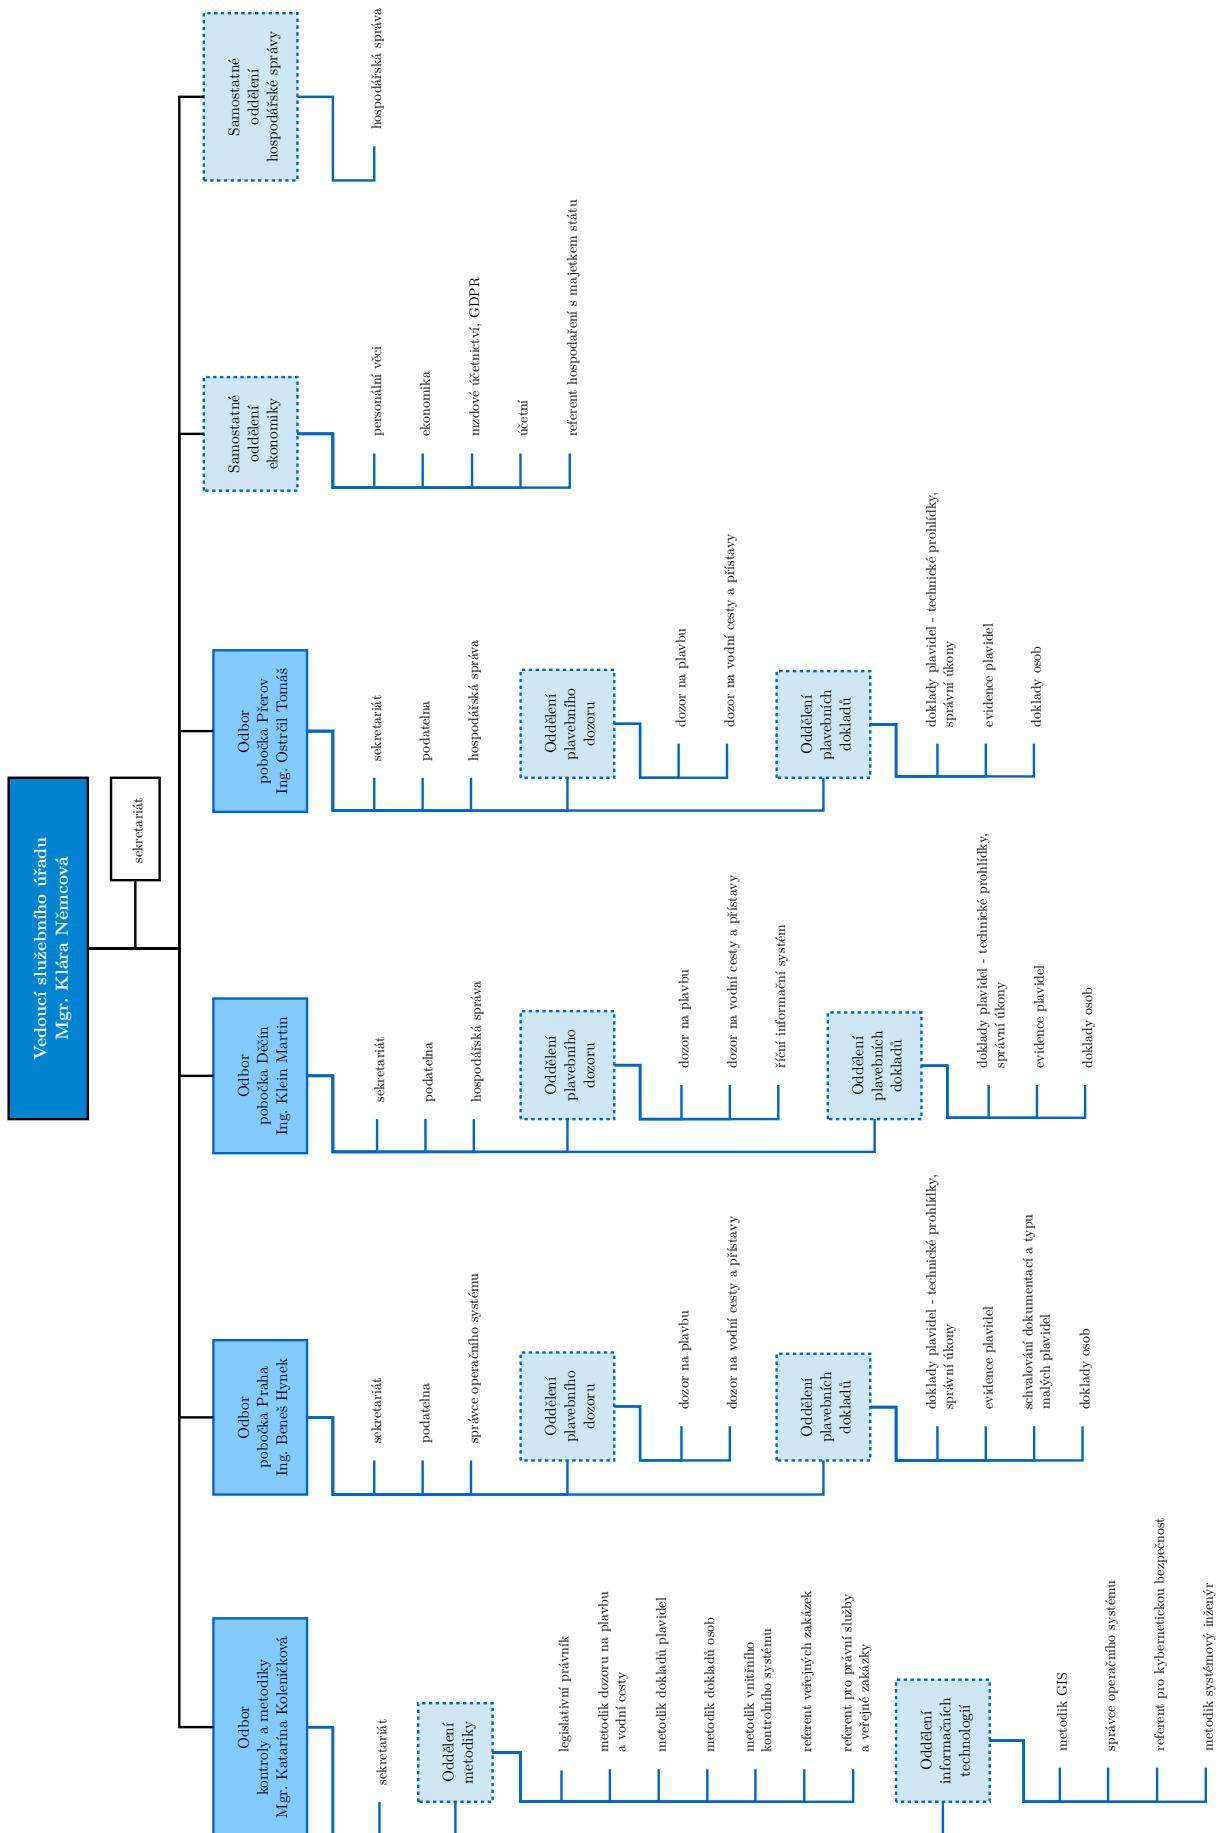 Vedoucí služebního úřadu
Mgr. Klára Němcová
sekretariát
Odbor
kontroly a metodiky
Mgr. Katarína Koleničková
sekretariát
Oddělení
metodiky
legislativní právník
metodik dozoru na plavbu
a vodní cesty
metodik dokladů plavidel
metodik dokladů osob
metodik vnitřního
kontrolního systému
referent veřejných zakázek
referent pro právní služby
a veřejné zakázky
Oddělení
informačních
technologií
metodik GIS
správce operačního systému
referent pro kybernetickou bezpečnost
metodik systémový inženýr
Odbor
pobočka Praha
Ing. Beneš Hynek
sekretariát
podatelna
správce operačního systému
Oddělení
plavebního
dozoru
dozor na plavbu
dozor na vodní cesty a přístavy
Oddělení
plavebních
dokladů
doklady plavidel - technické prohlídky,
správní úkony
evidence plavidel
schvalování dokumentací a typu
malých plavidel
doklady osob
Odbor
pobočka Děčín
Ing. Klein Martin
sekretariát
podatelna
hospodářská správa
Oddělení
plavebního
dozoru
dozor na plavbu
dozor na vodní cesty a přístavy
říční informační systém
Oddělení
plavebních
dokladů
doklady plavidel - technické prohlídky,
správní úkony
evidence plavidel
doklady osob
Odbor
pobočka Přerov
Ing. Ostrčil Tomáš
sekretariát
podatelna
hospodářská správa
Oddělení
plavebního
dozoru
dozor na plavbu
dozor na vodní cesty a přístavy
Oddělení
plavebních
dokladů
doklady plavidel - technické prohlídky,
správní úkony
evidence plavidel
doklady osob
Samostatné
oddělení
ekonomiky
personální věci
ekonomika
mzdové účetnictví, GDPR
účetní
referent hospodaření s majetkem státu
Samostatné
oddělení
hospodářské správy
hospodářská správa